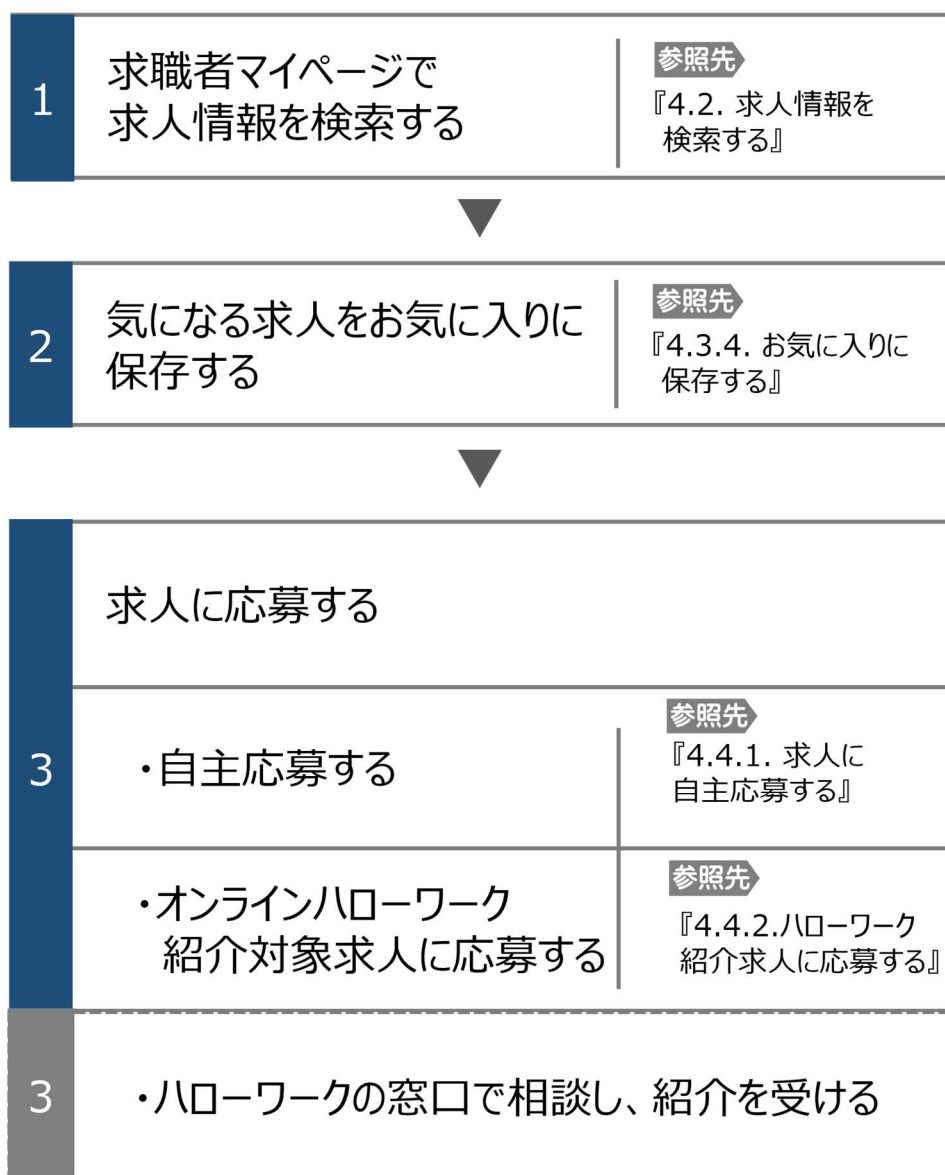 1
求職者マイページで
求人情報を検索する
参照先
『4.2. 求人情報を
検索する』
2
気になる求人をお気に入りに
保存する
参照先
『4.3.4. お気に入りに
保存する』
求人に応募する
3
・自主応募する
参照先
『4.4.1. 求人に
自主応募する』
・オンラインハローワーク
紹介対象求人に応募する
参照先
『4.4.2.ハローワーク
紹介求人に応募する』
3
・ハローワークの窓口で相談し、紹介を受ける